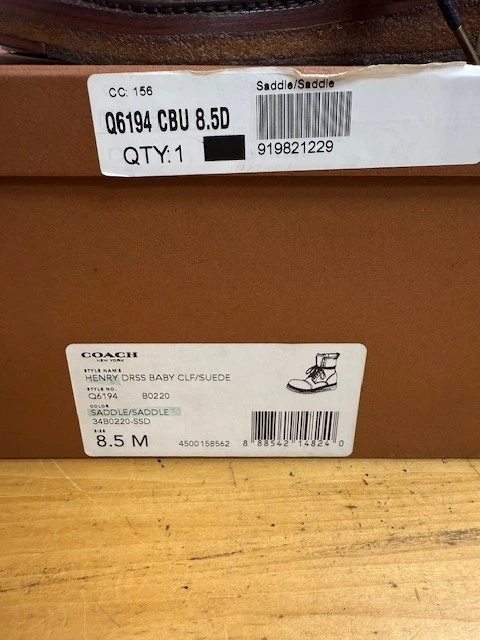 CC: 156
Saddle/Saddle
Q6194 CBU 8.5D
QTY: 1
919821229
COACH
NEW YORK
STYLE NAME
HENRY DRSS BABY CLF/SUEDE
STYLE NO.
Q6194 B0220
COLOR
SADDLE/SADDLE
34B0220-SSD
SIZE
8.5 M
4500158562
8 88542 14824 0